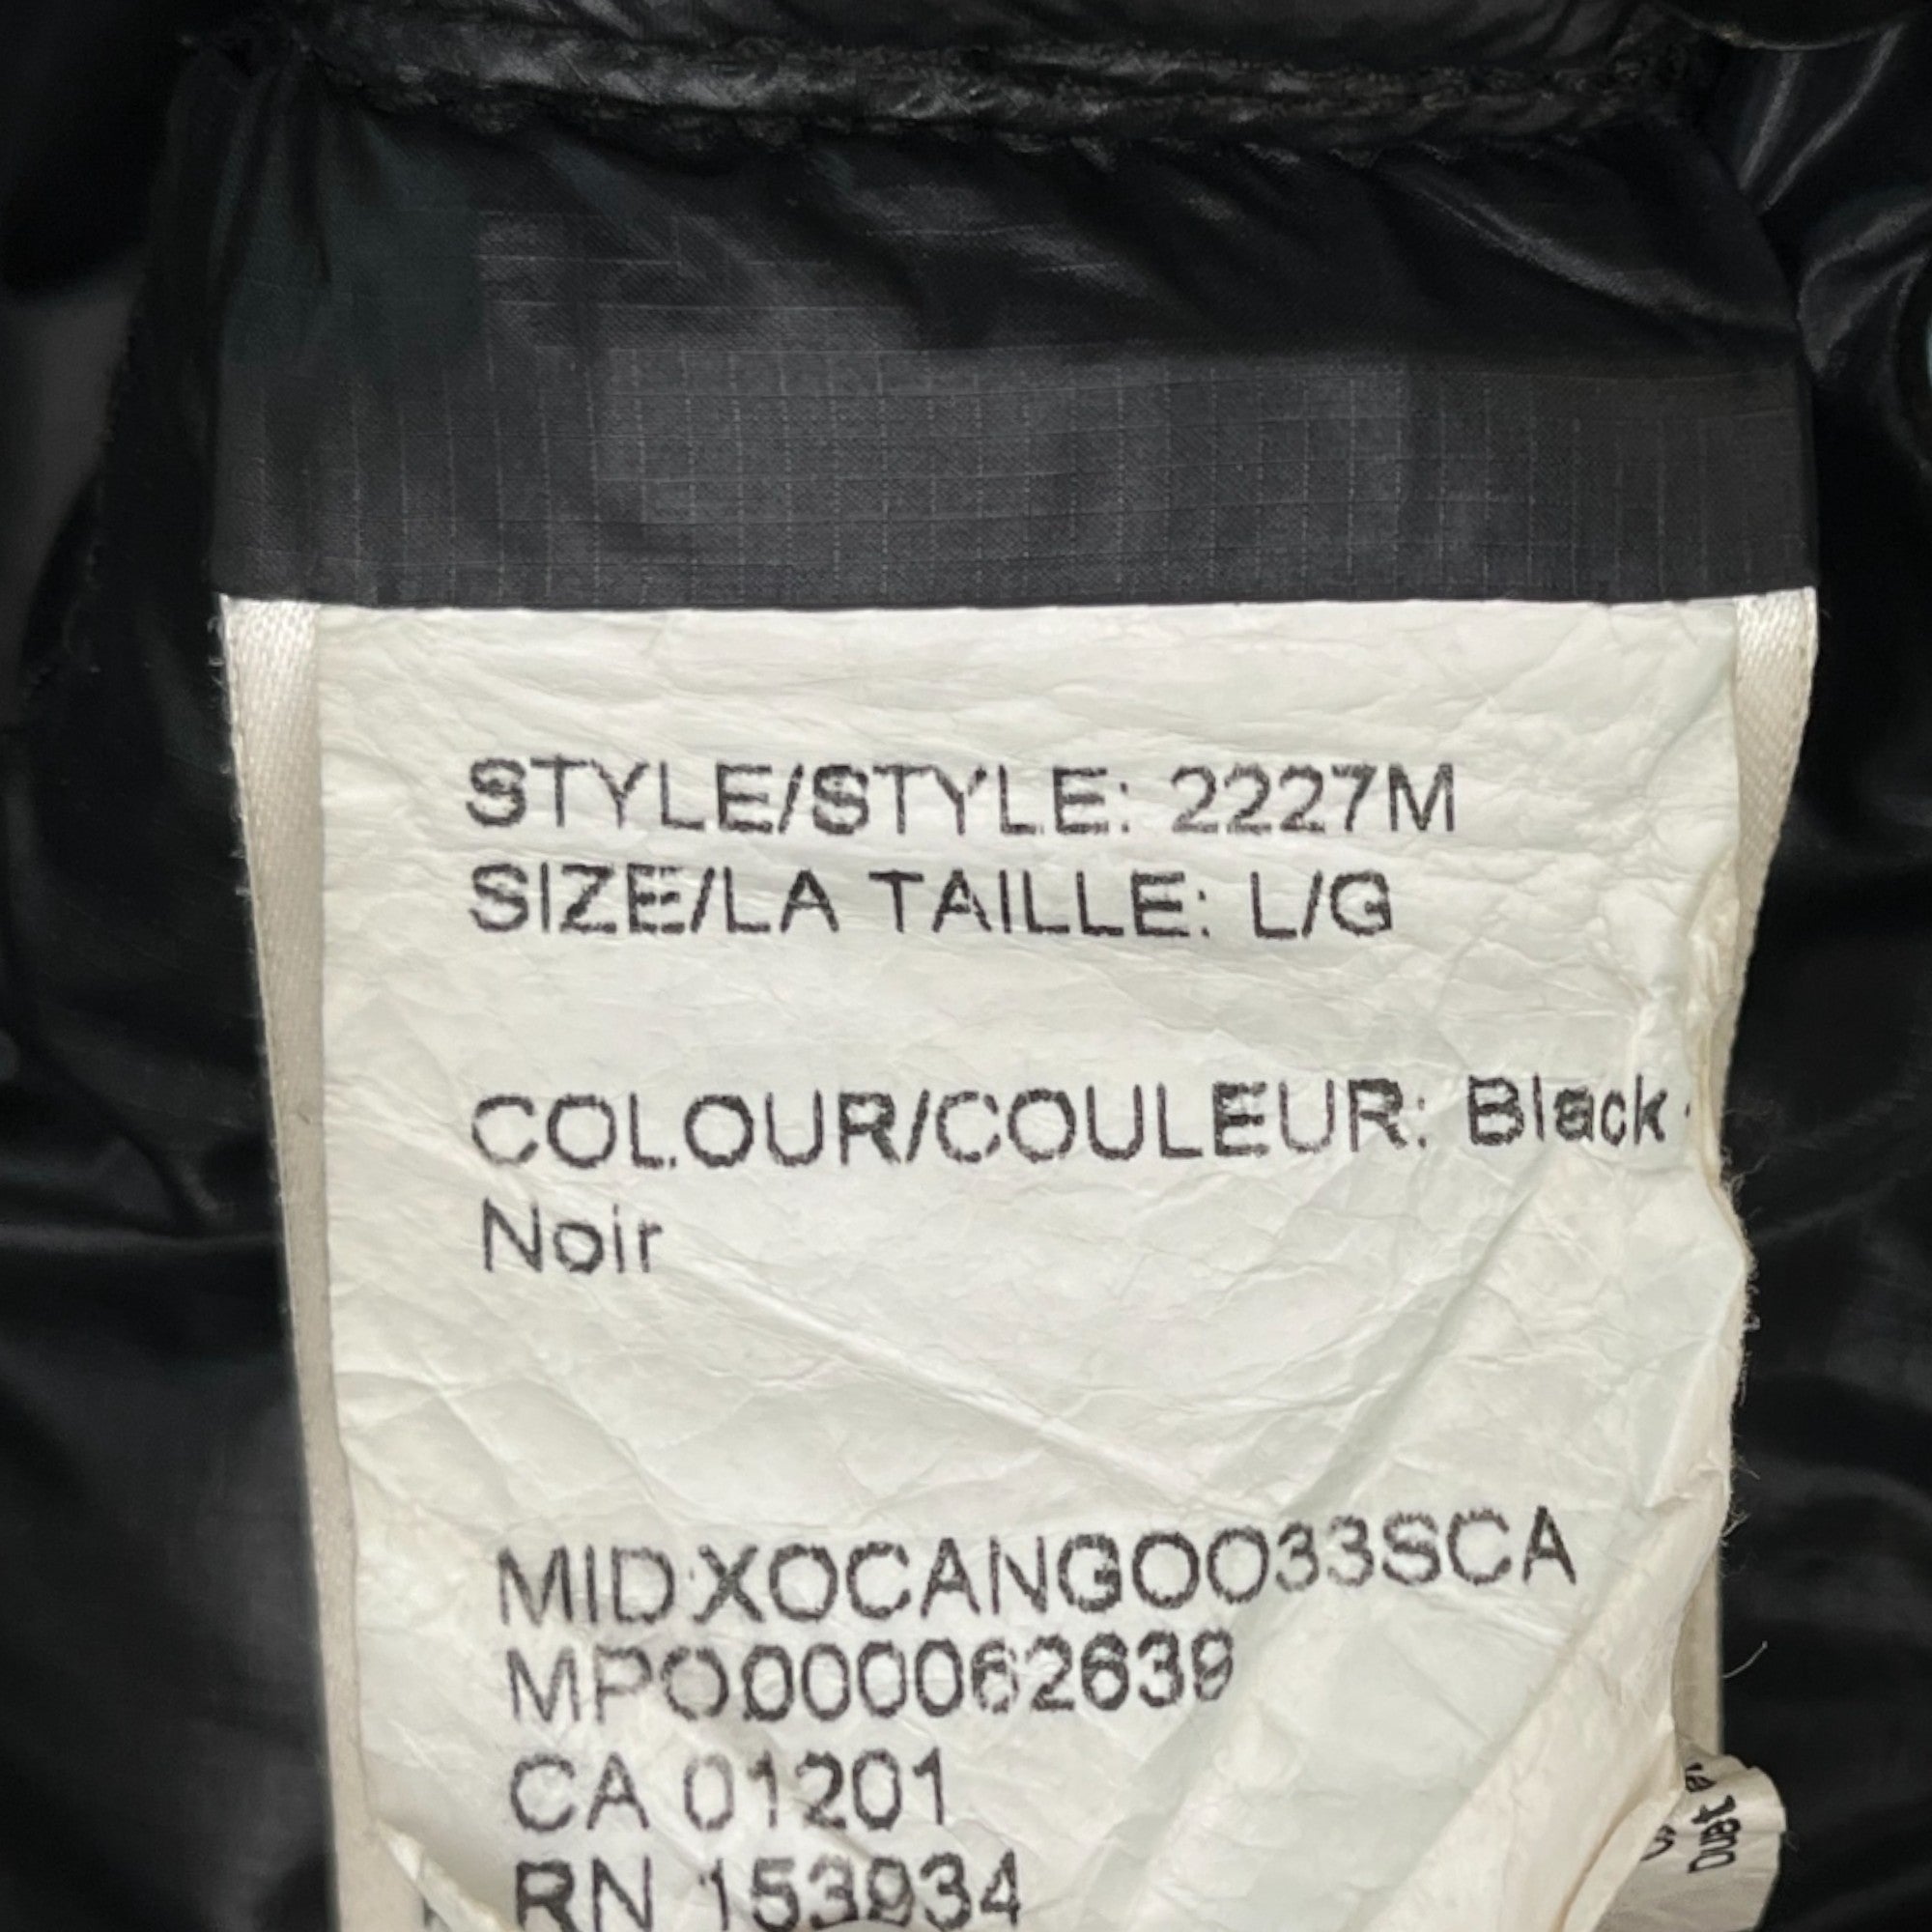 STYLE/STYLE: 2227M
SIZE/LA TAILLE: L/G
COLOUR/COULEUR: Black -
Noir
MID:XOCANGOO33SCA
MPO000062639
CA 01201
RN 153934